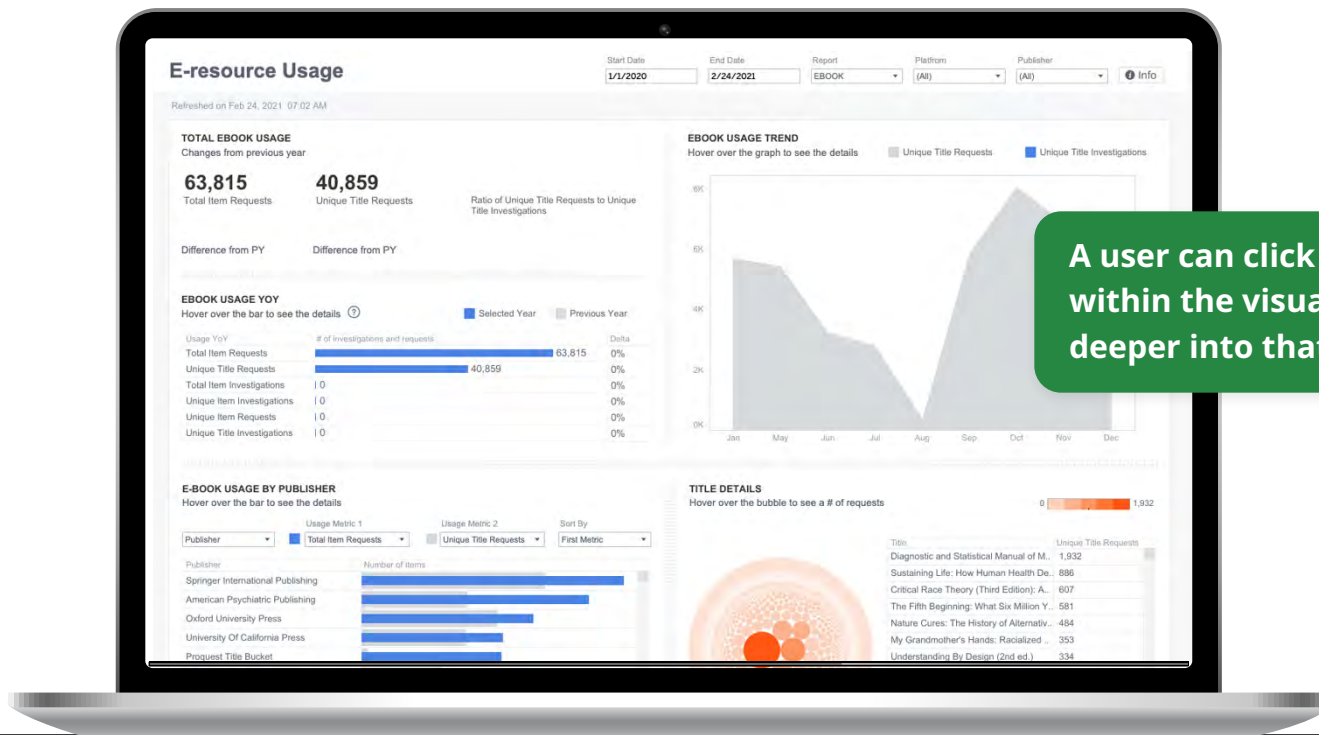 E-resource Usage
Start Date
End Date
Report
Platfrom
Publisher
1/1/2020
2/24/2021
EBOOK
(All)
(All)
Info
Refreshed on Feb 24, 2021 07:02 AM
TOTAL EBOOK USAGE
Changes from previous year
63,815
40,859
Total Item Requests
Unique Title Requests
Ratio of Unique Title Requests to Unique
Title Investigations
Difference from PY
Difference from PY
EBOOK USAGE YOY
Hover over the bar to see the details ?
Selected Year
Previous Year
Usage YoY
# of investigations and requests
Delta
Total Item Requests 63,815 0%
Unique Title Requests 40,859 0%
Total Item Investigations 0 0%
Unique Item Investigations 0 0%
Unique Item Requests 0 0%
Unique Title Investigations 0 0%
EBOOK USAGE TREND
Hover over the graph to see the details
Unique Title Requests
Unique Title Investigations
8K
6K
4K
2K
0K
Jan May Jun Jul Aug Sep Oct Nov Dec
A user can click
within the visua
deeper into that
E-BOOK USAGE BY PUBLISHER
Hover over the bar to see the details
Usage Metric 1
Usage Metric 2
Sort By
Publisher
Total Item Requests
Unique Title Requests
First Metric
Publisher
Number of items
Springer International Publishing
American Psychiatric Publishing
Oxford University Press
University Of California Press
Proquest Title Bucket
TITLE DETAILS
Hover over the bubble to see a # of requests
0 1,932
Title Unique Title Requests
Diagnostic and Statistical Manual of M.. 1,932
Sustaining Life: How Human Health De.. 886
Critical Race Theory (Third Edition): A.. 607
The Fifth Beginning: What Six Million Y.. 581
Nature Cures: The History of Alternativ.. 484
My Grandmother's Hands: Racialized .. 353
Understanding By Design (2nd ed.) 334